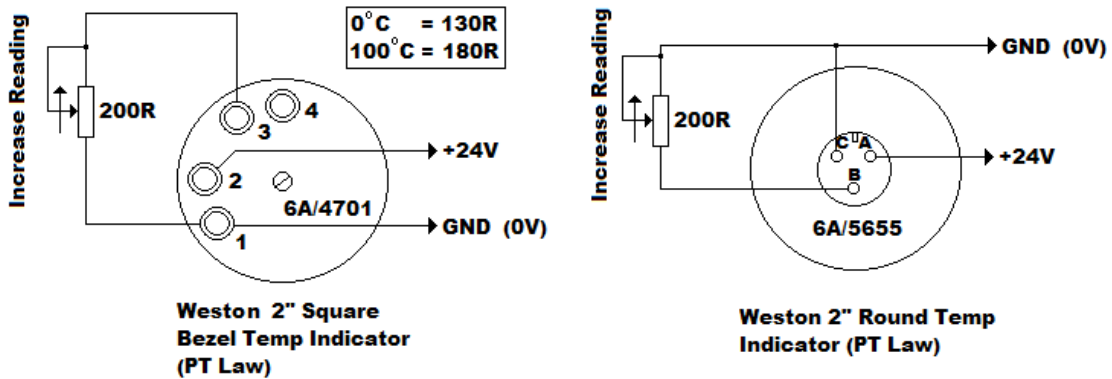 Increase Reading
0°C = 130R
100°C = 180R
200R
4
3
+24V
2
6A/4701
1
GND (0V)
Weston 2" Square
Bezel Temp Indicator
(PT Law)
Increase Reading
GND (0V)
200R
C A
+24V
B
6A/5655
Weston 2" Round Temp
Indicator (PT Law)